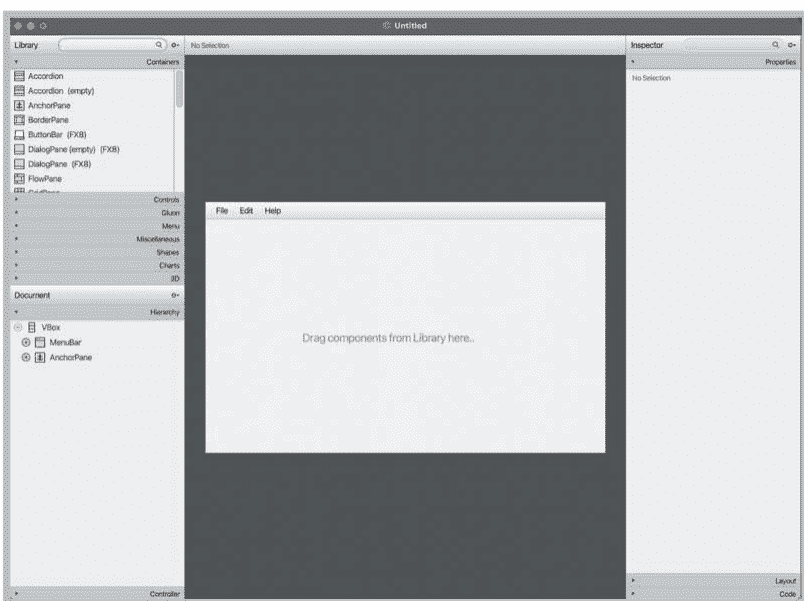 Untitled
Library
No Selection
Inspector
Containers
Properties
Accordion
No Selection
Accordion (empty)
AnchorPane
BorderPane
ButtonBar (FX8)
DialogPane (empty) (FX8)
DialogPane (FX8)
FlowPane
Controls
Gluon
Menu
Miscellaneous
Shapes
Charts
3D
Document
Hierarchy
VBox
MenuBar
AnchorPane
Controller
File Edit Help
Drag components from Library here..
Layout
Code